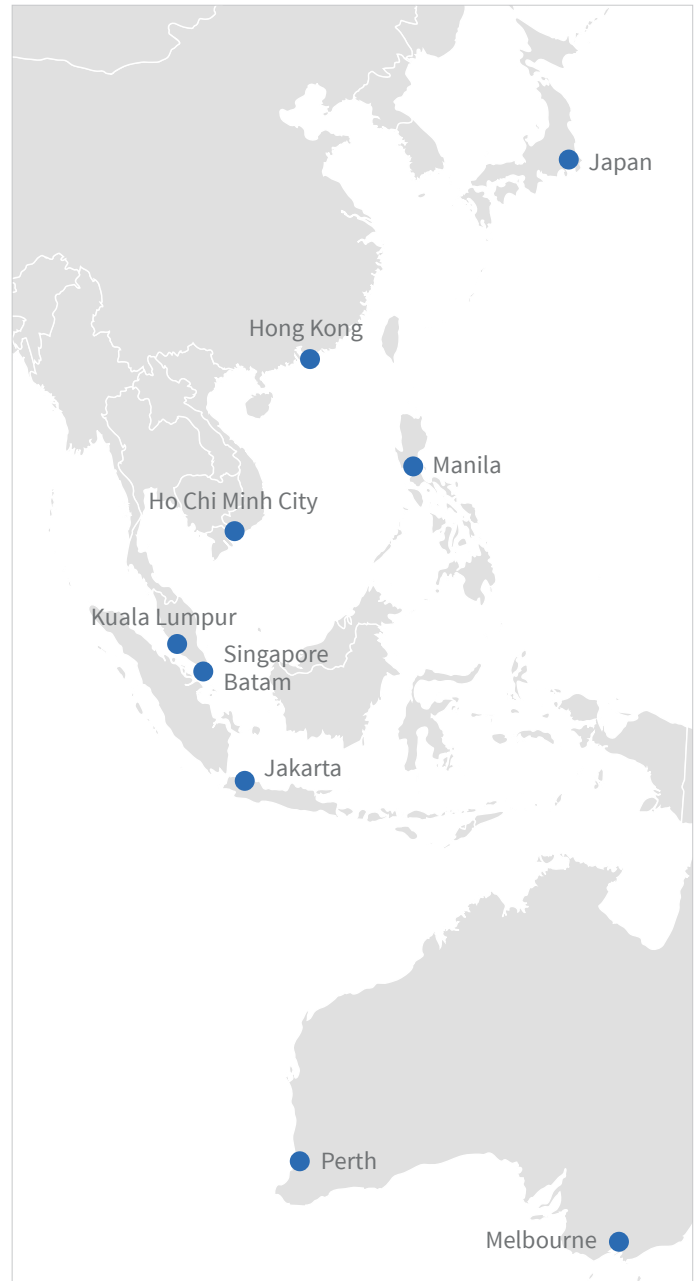 Japan
Hong Kong
Manila
Ho Chi Minh City
Kuala Lumpur
Singapore
Batam
Jakarta
Perth
Melbourne